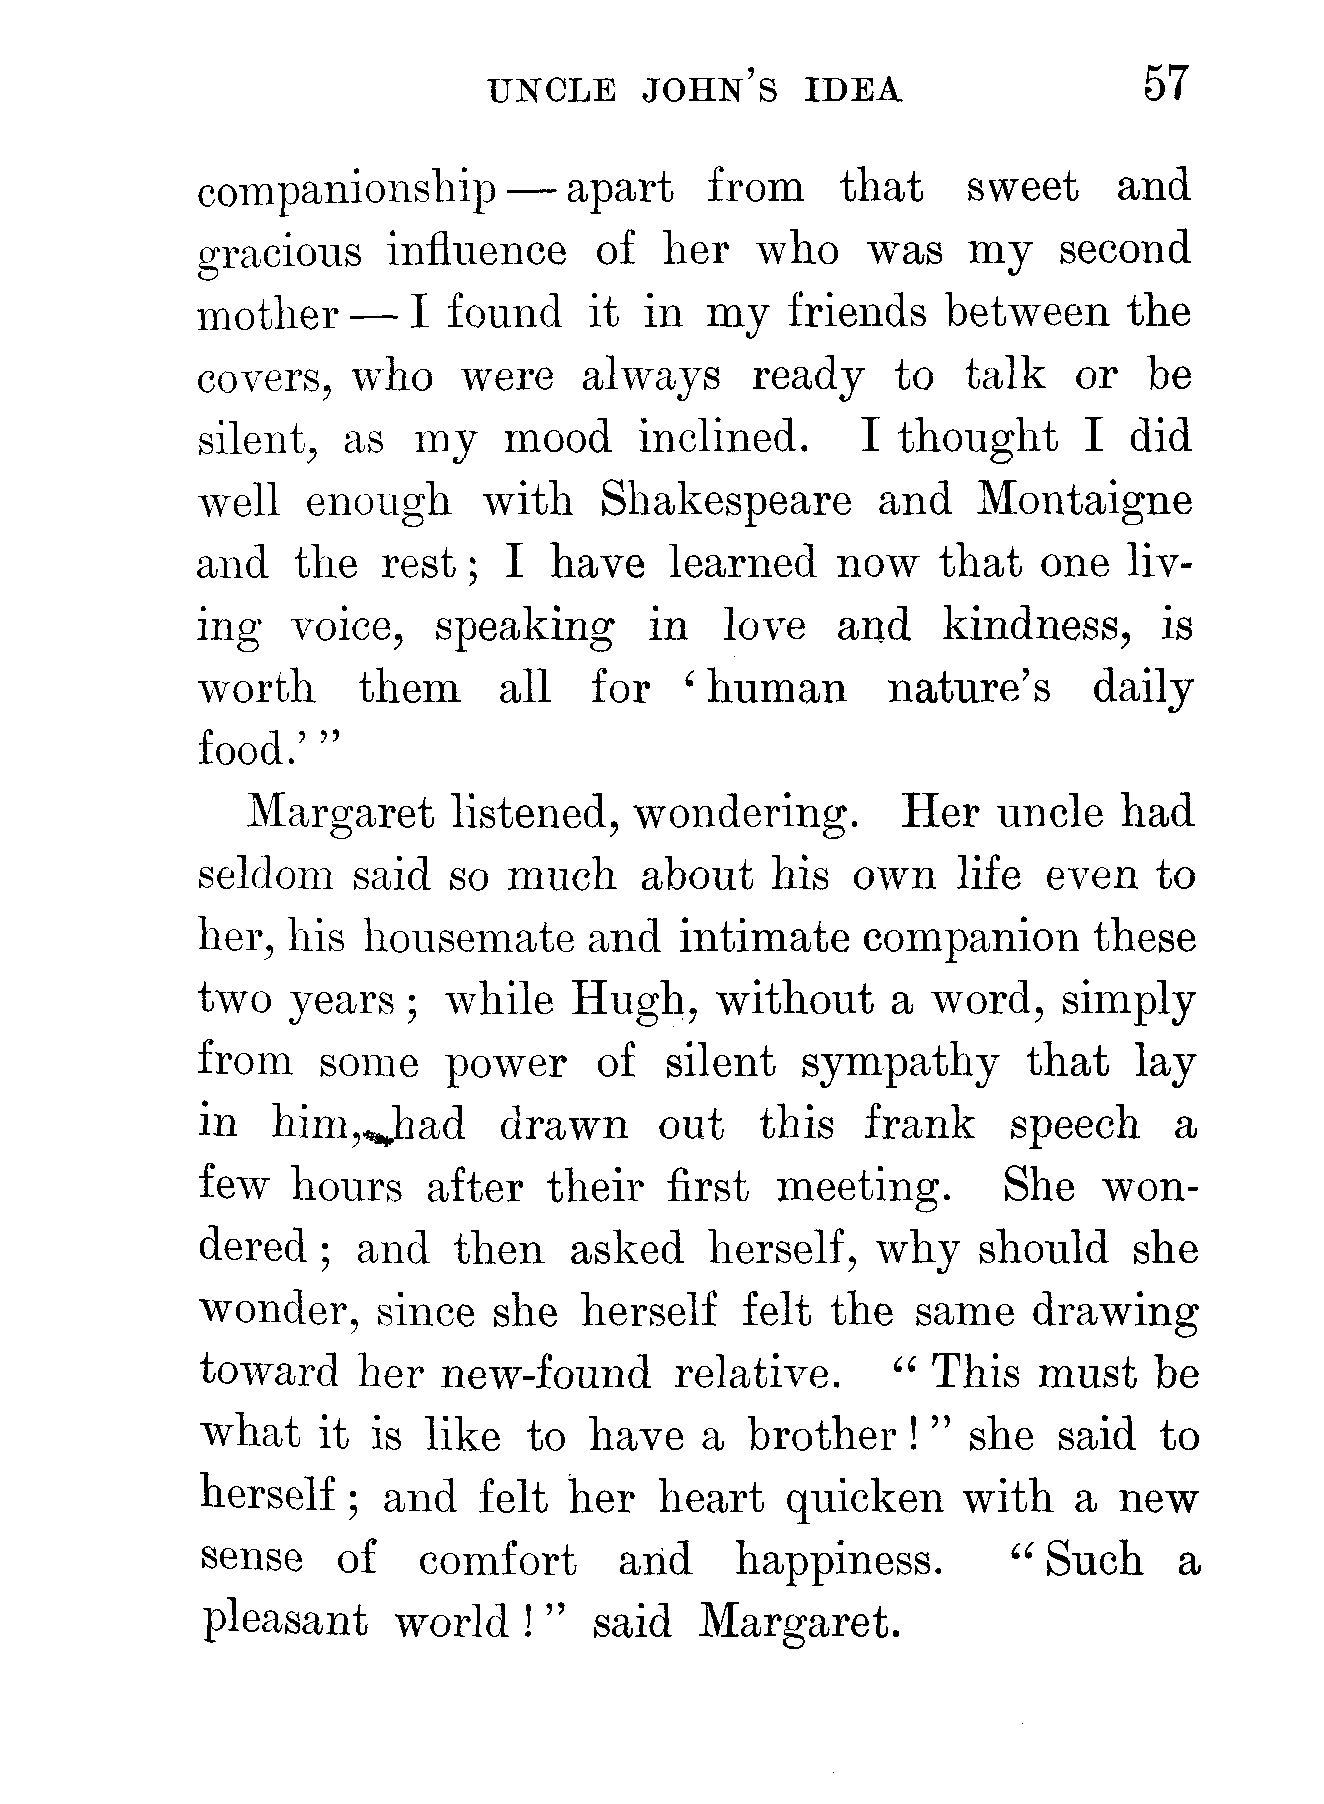 UNCLE JOHN'S IDEA 57
companionship — apart from that sweet and
gracious influence of her who was my second
mother — I found it in my friends between the
covers, who were always ready to talk or be
silent, as my mood inclined. I thought I did
well enough with Shakespeare and Montaigne
and the rest; I have learned now that one liv-
ing voice, speaking in love and kindness, is
worth them all for 'human nature's daily
food.'"
Margaret listened, wondering. Her uncle had
seldom said so much about his own life even to
her, his housemate and intimate companion these
two years; while Hugh, without a word, simply
from some power of silent sympathy that lay
in him, had drawn out this frank speech a
few hours after their first meeting. She won-
dered; and then asked herself, why should she
wonder, since she herself felt the same drawing
toward her new-found relative. "This must be
what it is like to have a brother!" she said to
herself; and felt her heart quicken with a new
sense of comfort and happiness. "Such a
pleasant world!" said Margaret.